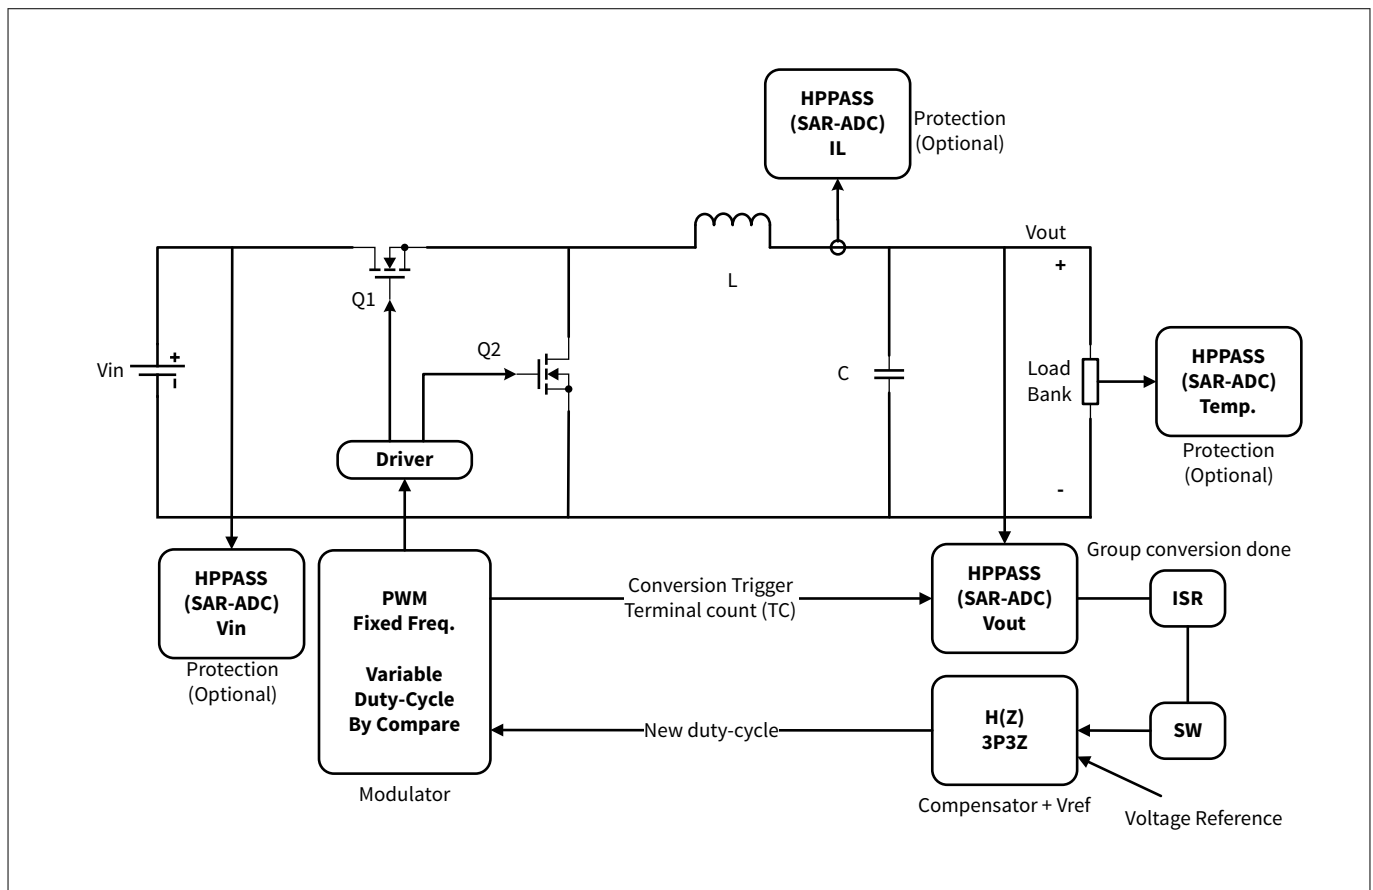 HPPASS
(SAR-ADC)
IL
Protection
(Optional)
Vout
+
L
Q1
Q2
Vin
+
C
Load
Bank
HPPASS
(SAR-ADC)
Temp.
Protection
(Optional)
Driver
-
HPPASS
(SAR-ADC)
Vin
Protection
(Optional)
PWM
Fixed Freq.
Variable
Duty-Cycle
By Compare
Modulator
Conversion Trigger
Terminal count (TC)
HPPASS
(SAR-ADC)
Vout
Group conversion done
ISR
SW
H(Z)
3P3Z
New duty-cycle
Compensator + Vref
Voltage Reference